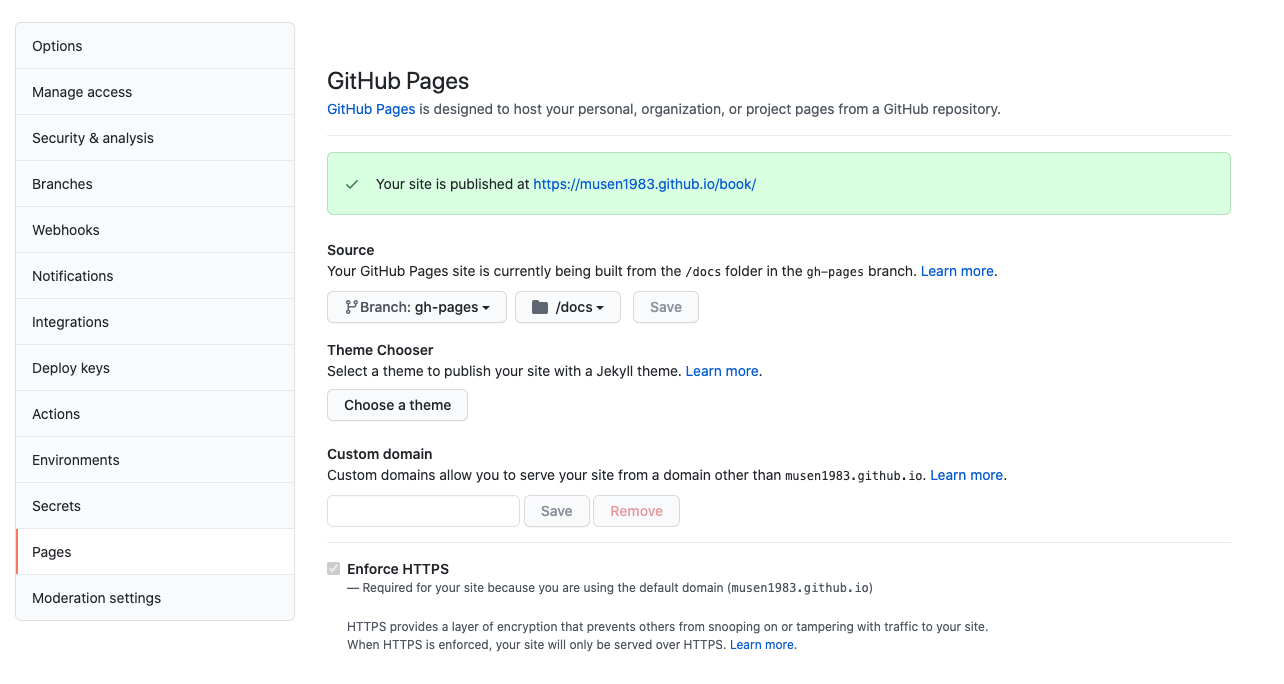 Options
Manage access
Security & analysis
Branches
Webhooks
Notifications
Integrations
Deploy keys
Actions
Environments
Secrets
Pages
Moderation settings
GitHub Pages
GitHub Pages is designed to host your personal, organization, or project pages from a GitHub repository.
Your site is published at https://musen1983.github.io/book/
Source
Your GitHub Pages site is currently being built from the /docs folder in the gh-pages branch. Learn more.
Branch: gh-pages /docs Save
Theme Chooser
Select a theme to publish your site with a Jekyll theme. Learn more.
Choose a theme
Custom domain
Custom domains allow you to serve your site from a domain other than musen1983.github.io. Learn more.
Save Remove
Enforce HTTPS
— Required for your site because you are using the default domain (musen1983.github.io)
HTTPS provides a layer of encryption that prevents others from snooping on or tampering with traffic to your site.
When HTTPS is enforced, your site will only be served over HTTPS. Learn more.